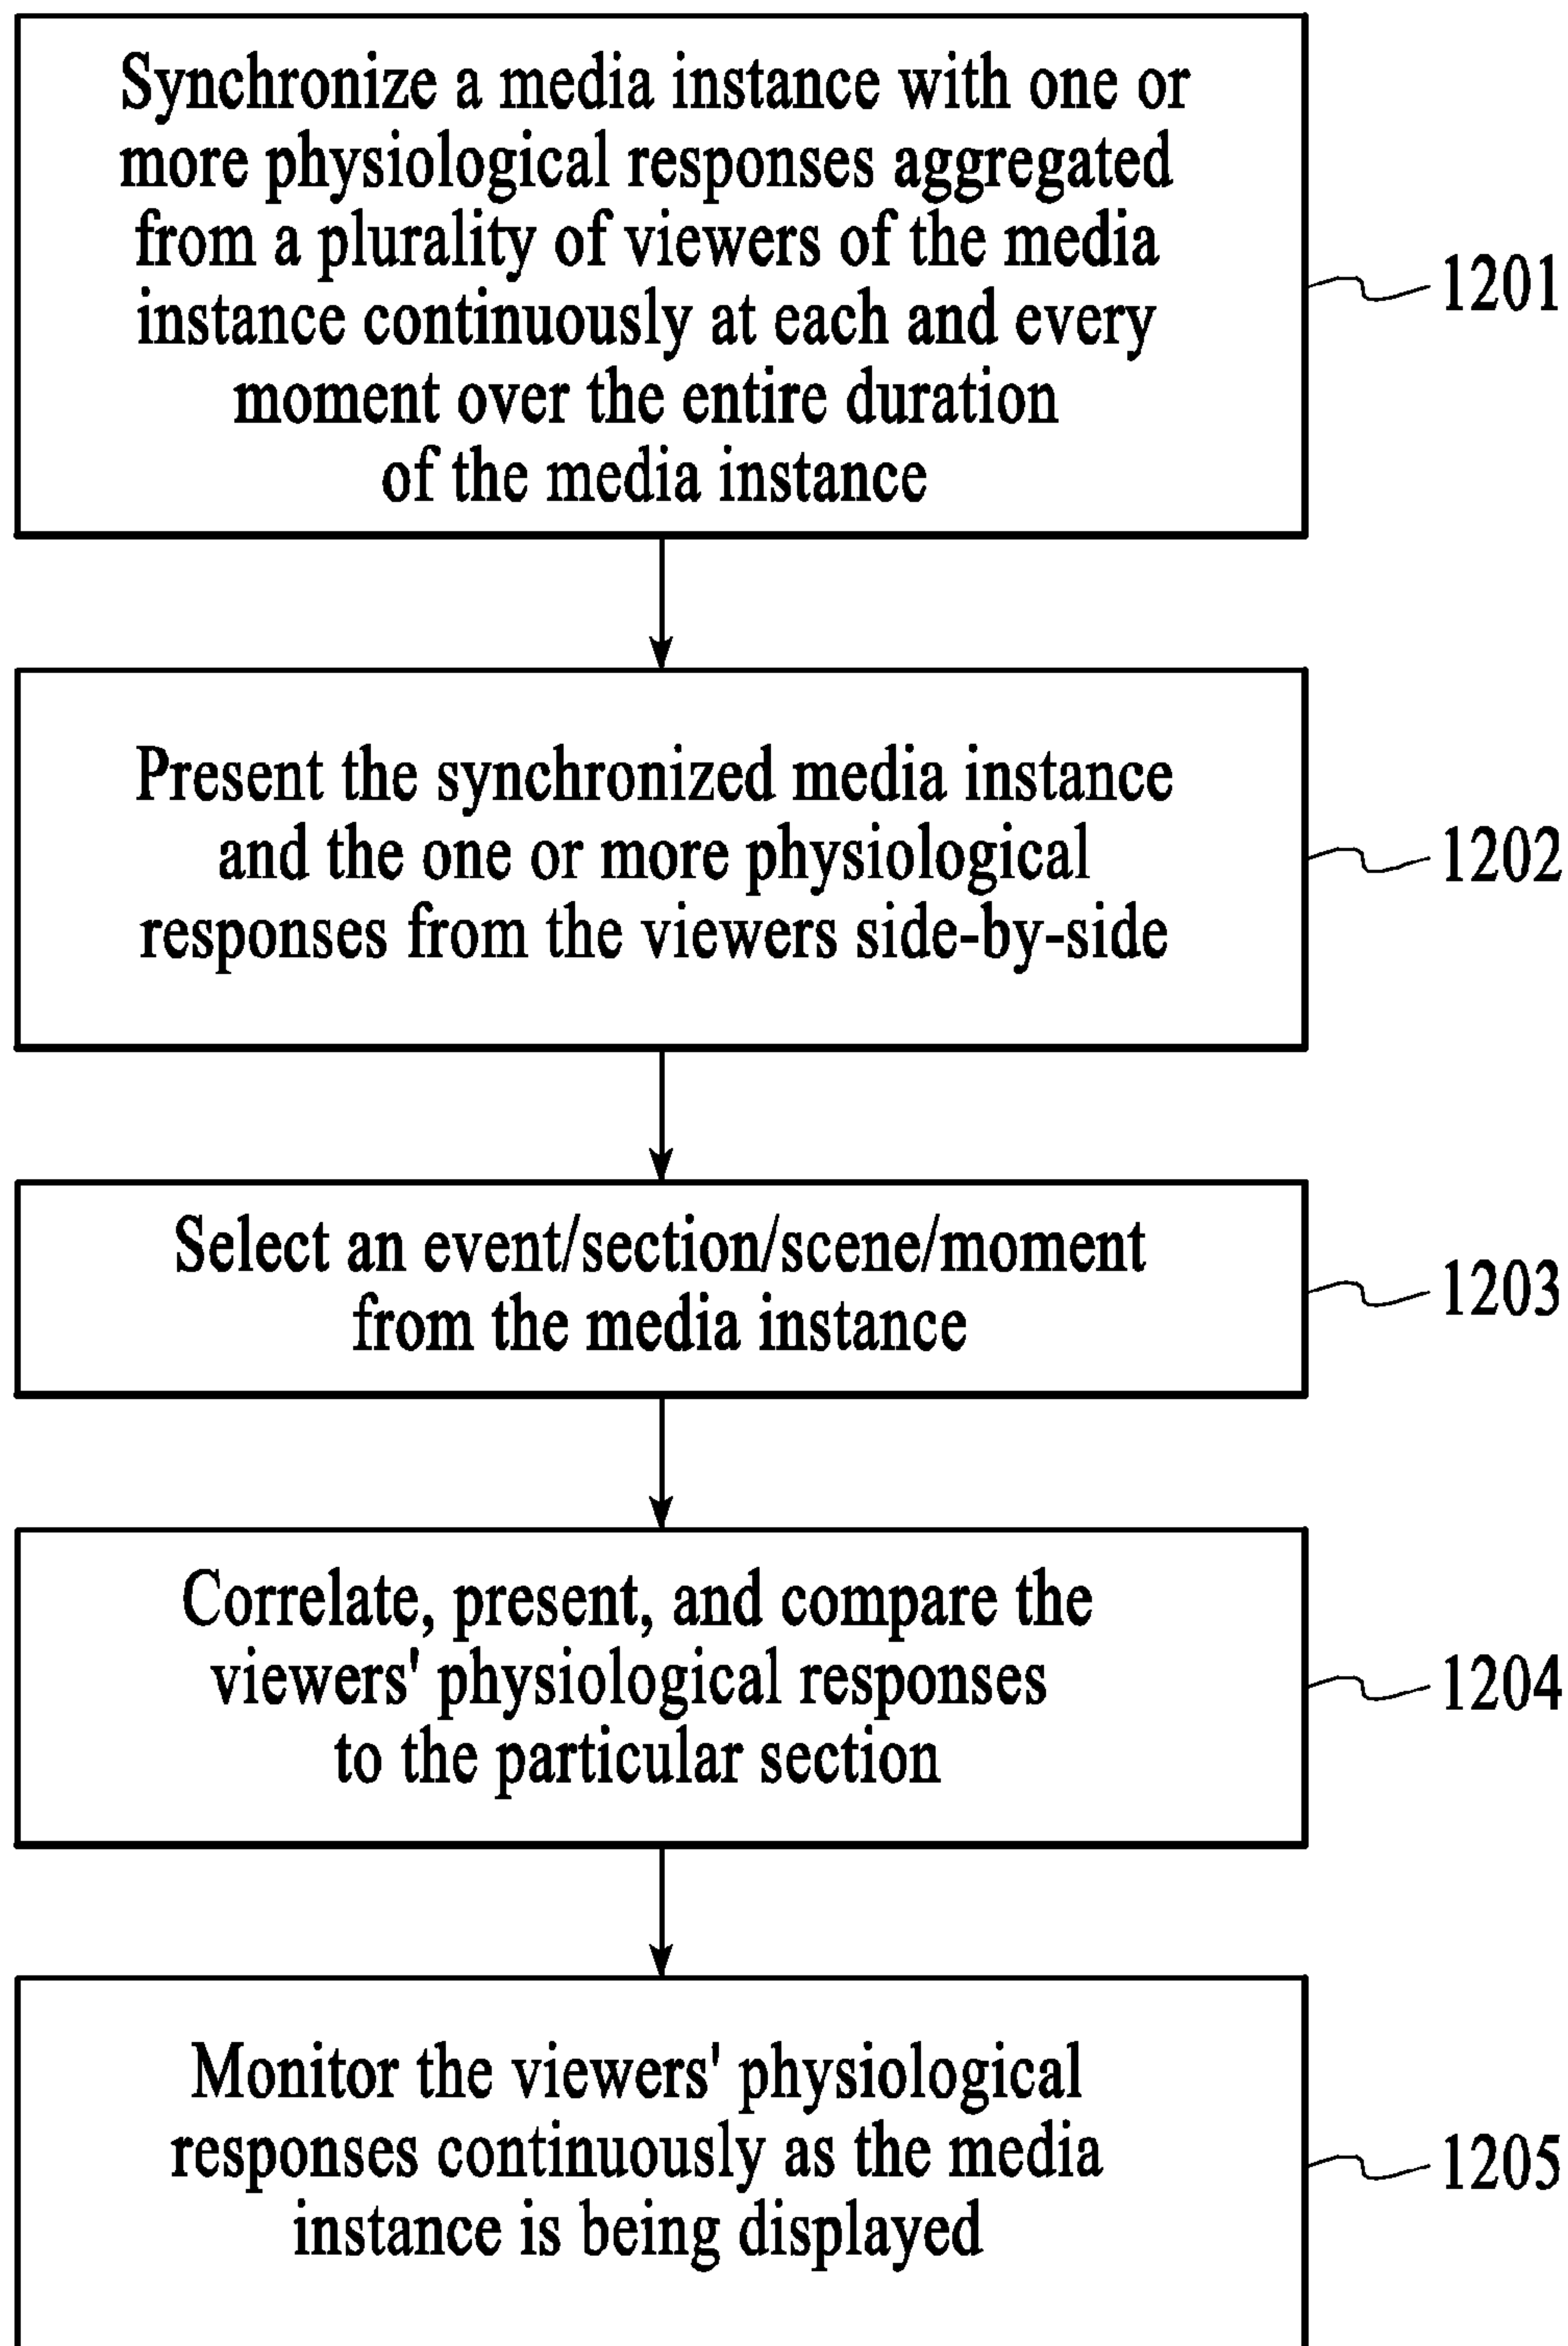 Synchronize a media instance with one or
more physiological responses aggregated
from a plurality of viewers of the media
instance continuously at each and every
moment over the entire duration
of the media instance
1201
Present the synchronized media instance
and the one or more physiological
responses from the viewers side-by-side
1202
Select an event/section/scene/moment
from the media instance
1203
Correlate, present, and compare the
viewers' physiological responses
to the particular section
1204
Monitor the viewers' physiological
responses continuously as the media
instance is being displayed
1205